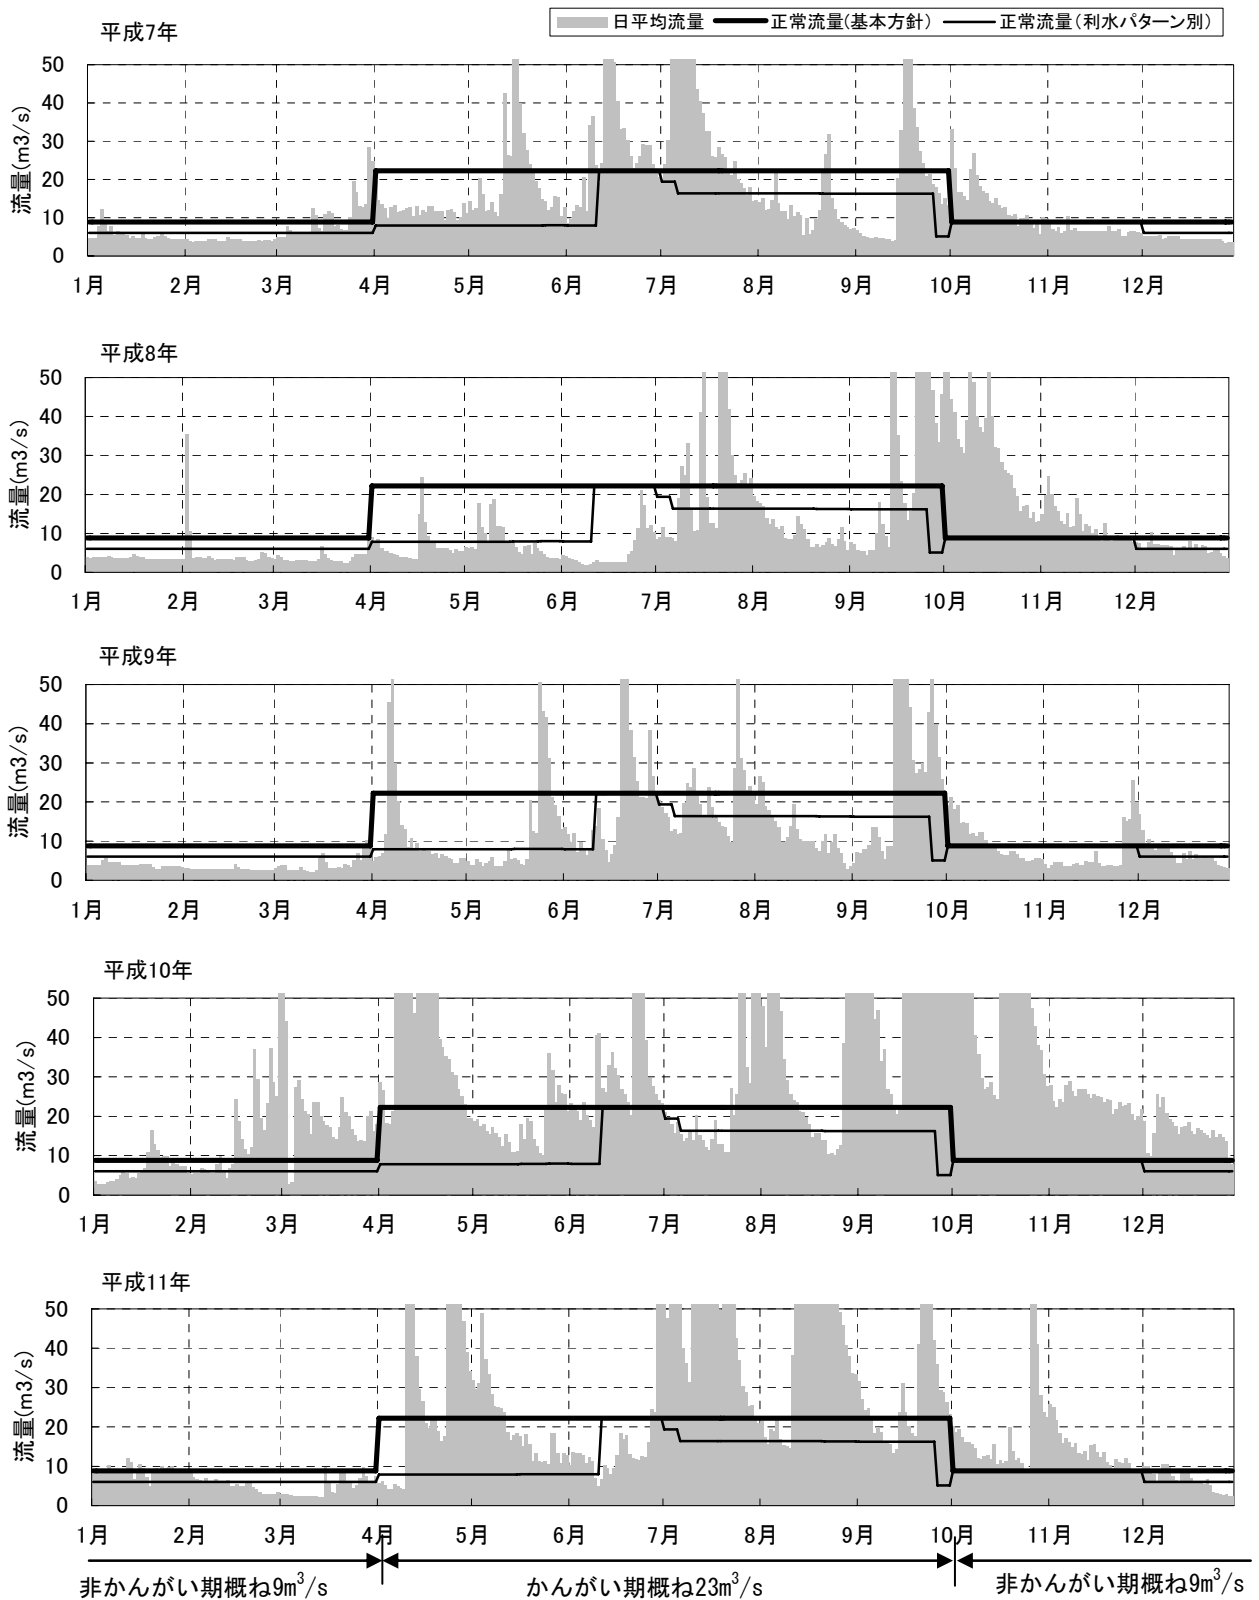 日平均流量 正常流量(基本方針) 正常流量(利水パターン別)
平成7年
流量(m3/s)
50
40
30
20
10
0
1月 2月 3月 4月 5月 6月 7月 8月 9月 10月 11月 12月
平成8年
流量(m3/s)
50
40
30
20
10
0
1月 2月 3月 4月 5月 6月 7月 8月 9月 10月 11月 12月
平成9年
流量(m3/s)
50
40
30
20
10
0
1月 2月 3月 4月 5月 6月 7月 8月 9月 10月 11月 12月
平成10年
流量(m3/s)
50
40
30
20
10
0
1月 2月 3月 4月 5月 6月 7月 8月 9月 10月 11月 12月
平成11年
流量(m3/s)
50
40
30
20
10
0
1月 2月 3月 4月 5月 6月 7月 8月 9月 10月 11月 12月
非かんがい期概ね9m³/s かんがい期概ね23m³/s 非かんがい期概ね9m³/s